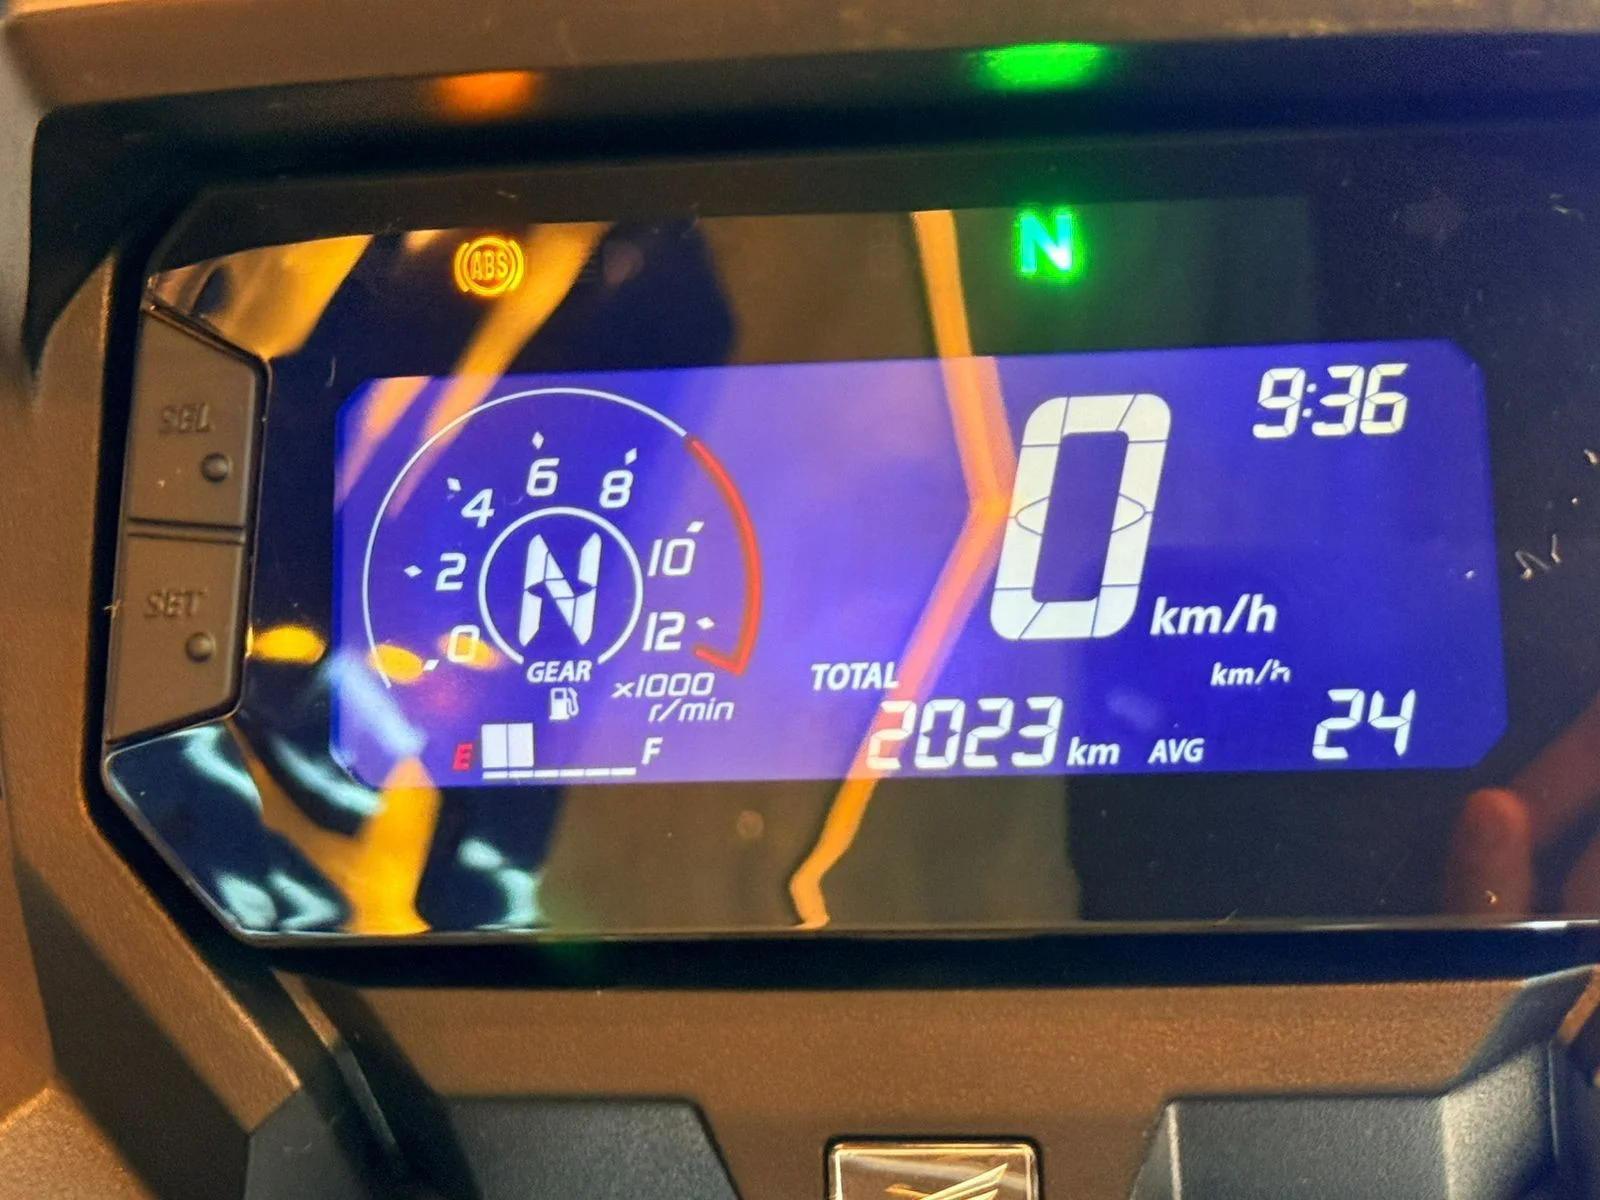 ABS
N
SEL
SET
9:36
0 km/h
0
2
4
6
8
10
12
N
GEAR
x1000
r/min
E
F
TOTAL
2023 km
km/h
AVG 24